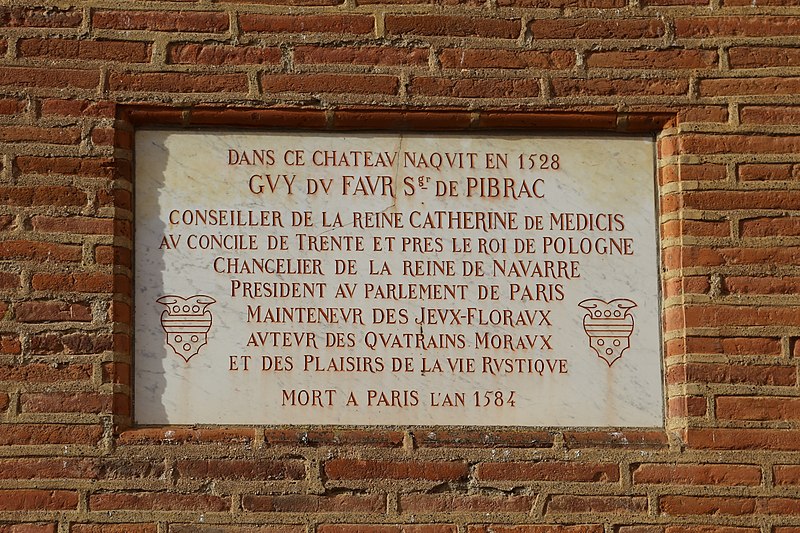 DANS CE CHATEAV NAQVIT EN 1528
GVY DV FAVR Sgr DE PIBRAC
CONSEILLER DE LA REINE CATHERINE DE MEDICIS
AV CONCILE DE TRENTE ET PRES LE ROI DE POLOGNE
CHANCELIER DE LA REINE DE NAVARRE
PRESIDENT AV PARLEMENT DE PARIS
MAINTENEVR DES JEVX-FLORAVX
AVTEVR DES QVATRAINS MORAVX
ET DES PLAISIRS DE LA VIE RVSTIQVE
MORT A PARIS L'AN 1584